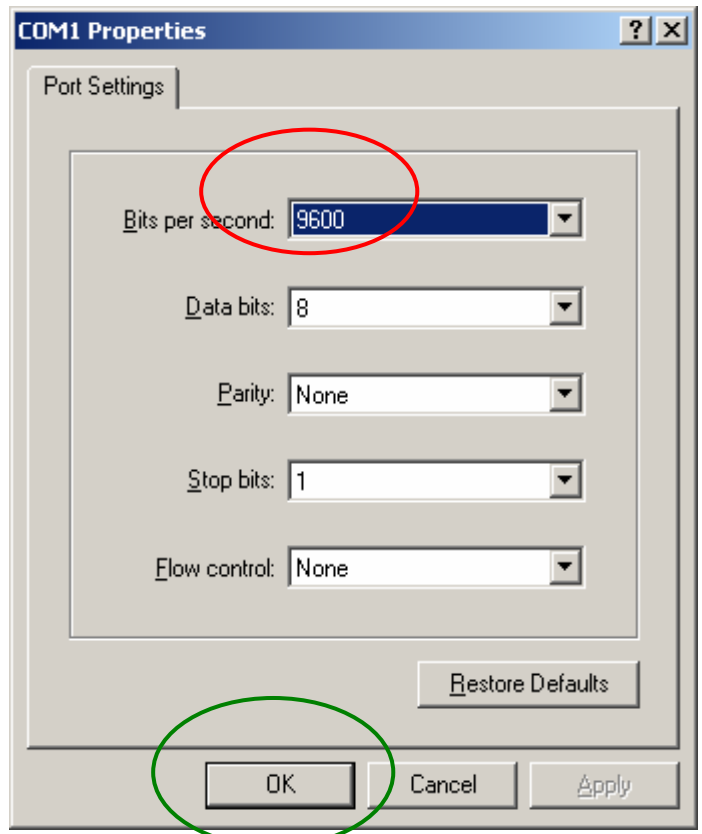 COM1 Properties
Port Settings
Bits per second: 9600
Data bits: 8
Parity: None
Stop bits: 1
Flow control: None
Restore Defaults
OK Cancel Apply